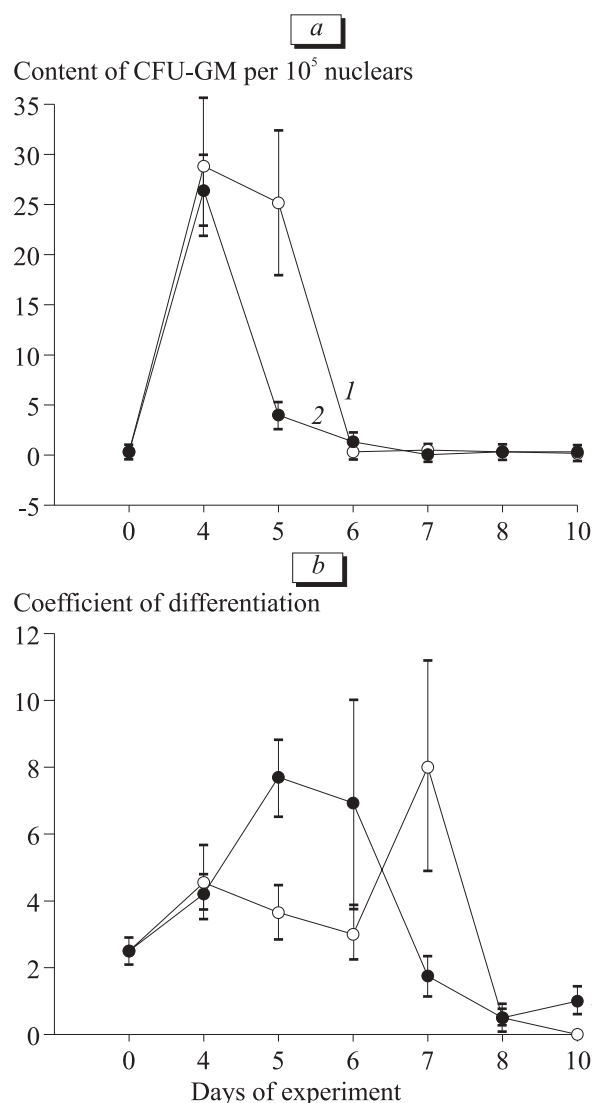 a
Content of CFU-GM per 10⁵ nuclears
35
30
25
20
15
10
5
0
-5
1
2
0 4 5 6 7 8 10
b
Coefficient of differentiation
12
10
8
6
4
2
0
0 4 5 6 7 8 10
Days of experiment